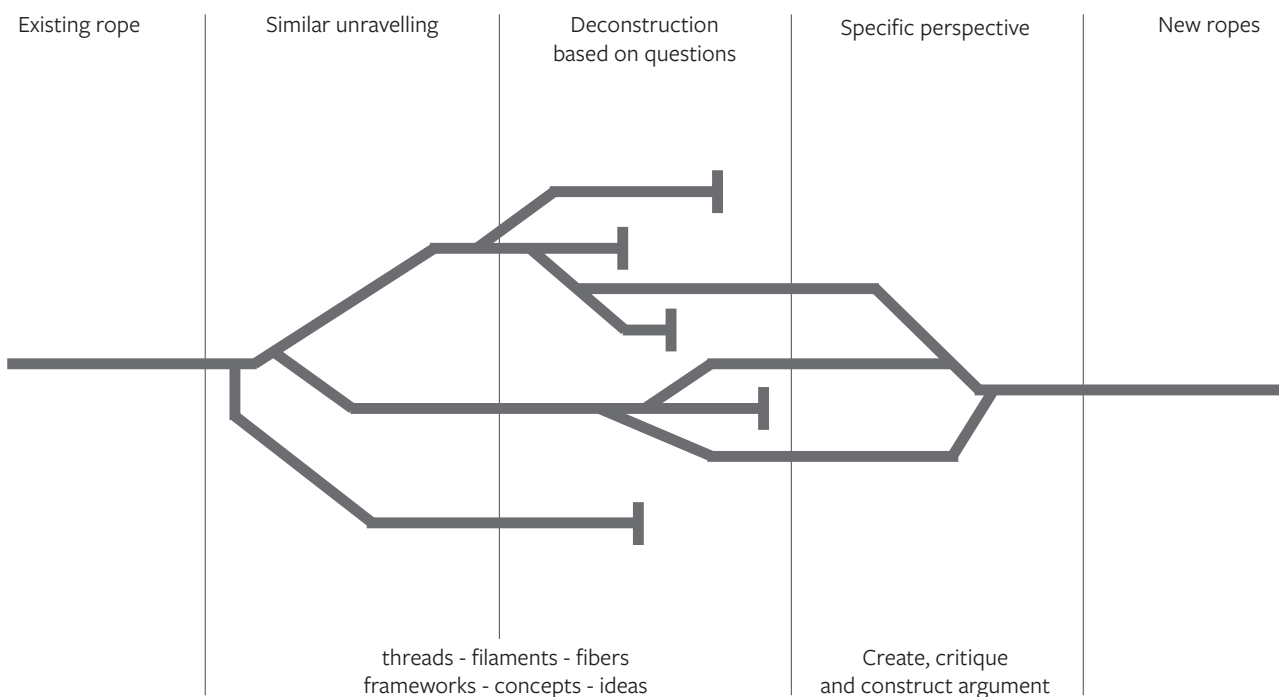 Existing rope
Similar unravelling
Deconstruction
based on questions
Specific perspective
New ropes
threads - filaments - fibers
frameworks - concepts - ideas
Create, critique
and construct argument